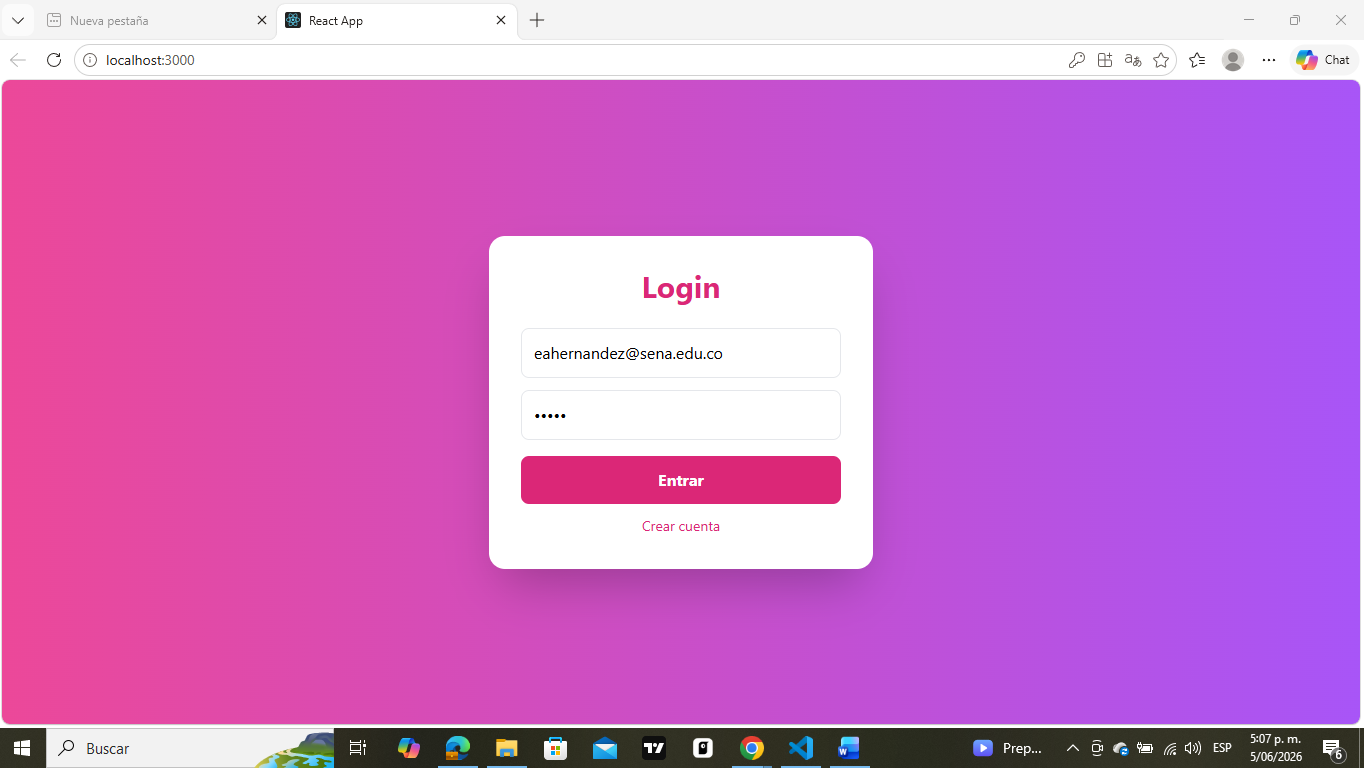 Nueva pestaña
React App
localhost:3000
Chat
Login
eahernandez@sena.edu.co
•••••
Entrar
Crear cuenta
Buscar
Prep...
ESP
5:07 p. m.
5/06/2026
6